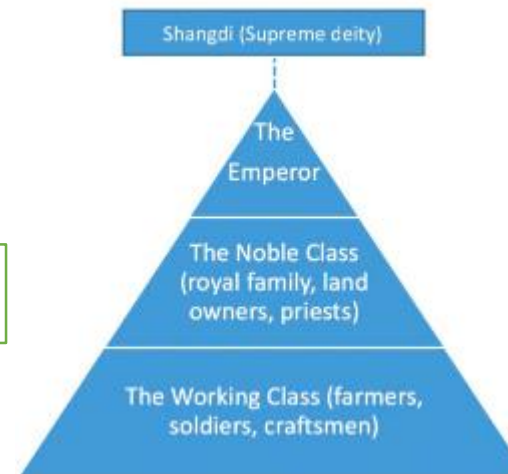 Shangdi (Supreme deity)
The
Emperor
The Noble Class
(royal family, land
owners, priests)
The Working Class (farmers,
soldiers, craftsmen)